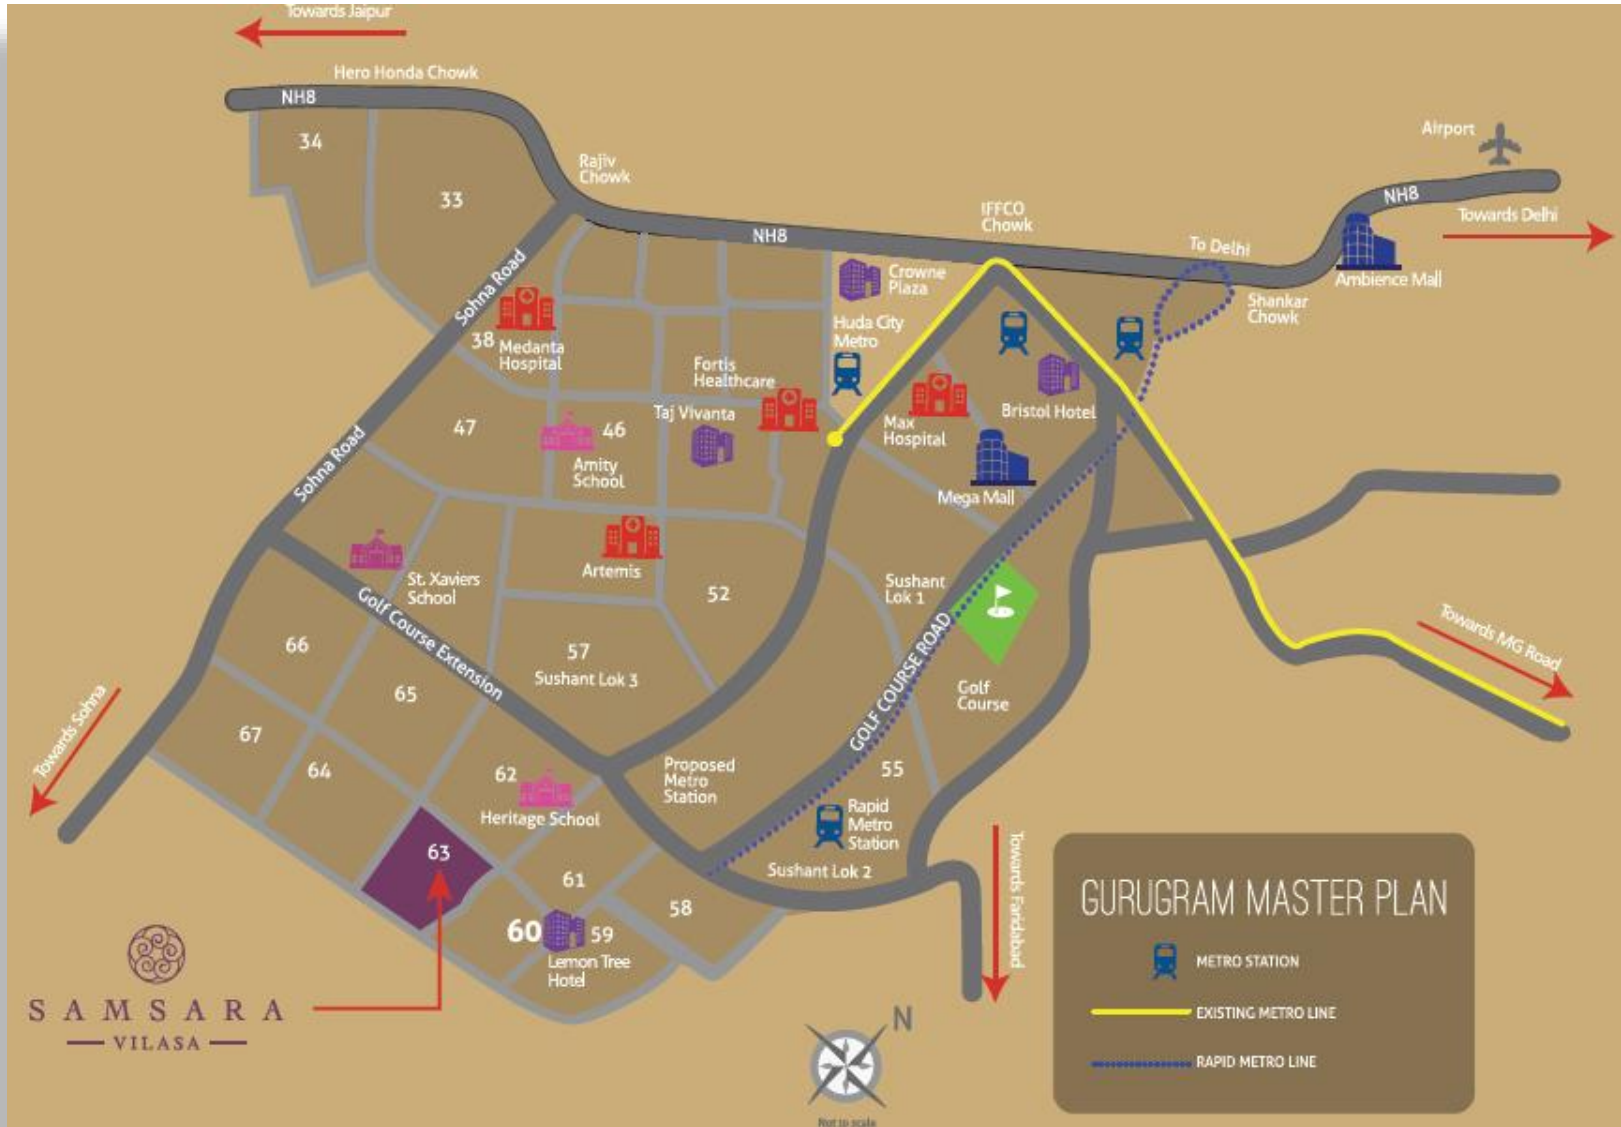 Towards Jaipur
Hero Honda Chowk
NH8
34
33
Rajiv
Chowk
NH8
IFFCO
Chowk
To Delhi
Shankar
Chowk
Airport
NH8
Towards Delhi
Ambience Mall
Sohna Road
38
Medanta
Hospital
Crowne
Plaza
Huda City
Metro
Fortis
Healthcare
Taj Vivanta
Max
Hospital
Bristol Hotel
Mega Mall
47
46
Amity
School
Sohna Road
St. Xaviers
School
Artemis
52
Sushant
Lok 1
Golf Course Extension
57
Sushant Lok 3
GOLF COURSE ROAD
Golf
Course
Towards MG Road
66
65
67
64
Towards Sohna
62
Heritage School
Proposed
Metro
Station
55
Rapid
Metro
Station
Sushant Lok 2
Towards Faridabad
63
61
58
60
59
Lemon Tree
Hotel
SAMSARA
VILASA
N
Not to scale
GURUGRAM MASTER PLAN
METRO STATION
EXISTING METRO LINE
RAPID METRO LINE